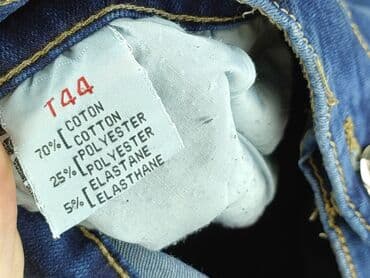 T44
70% [ COTON
COTTON
25% [ POLYESTER
POLYESTER
5% [ ELASTANE
ELASTHANE